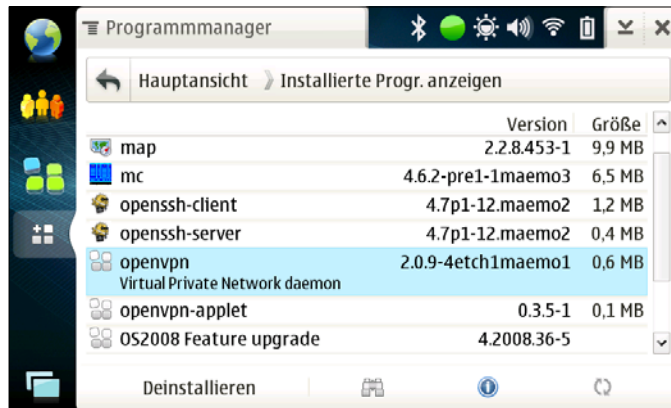 Programmmanager
Hauptansicht Installierte Progr. anzeigen
Version Größe
map 2.2.8.453-1 9,9 MB
mc 4.6.2-pre1-1maemo3 6,5 MB
openssh-client 4.7p1-12.maemo2 1,2 MB
openssh-server 4.7p1-12.maemo2 0,4 MB
openvpn 2.0.9-4etch1maemo1 0,6 MB
Virtual Private Network daemon
openvpn-applet 0.3.5-1 0,1 MB
OS2008 Feature upgrade 4.2008.36-5
Deinstallieren